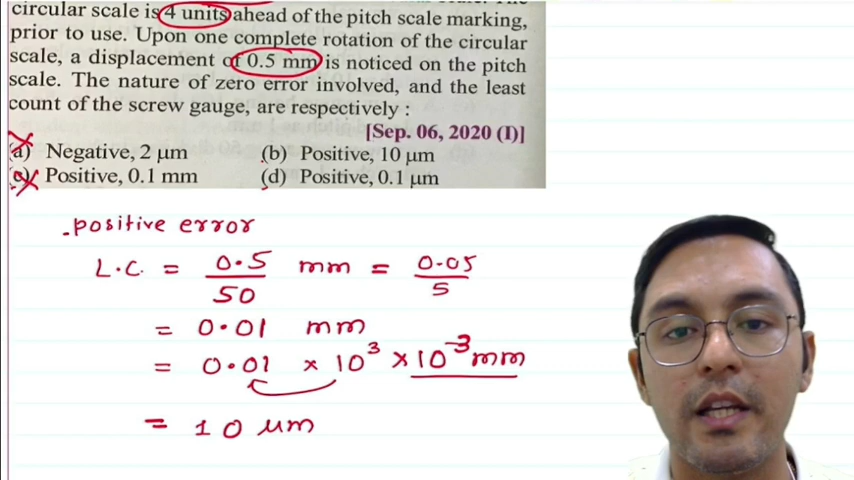 circular scale is 4 units ahead of the pitch scale marking,
prior to use. Upon one complete rotation of the circular
scale, a displacement of 0.5 mm is noticed on the pitch
scale. The nature of zero error involved, and the least
count of the screw gauge, are respectively :
[Sep. 06, 2020 (I)]
(a) Negative, 2 μm (b) Positive, 10 μm
(c) Positive, 0.1 mm (d) Positive, 0.1 μm
.positive error
L.C. = 0.5/50 mm = 0.05/5
= 0.01 mm
= 0.01 × 10³ × 10⁻³ mm
= 10 μm